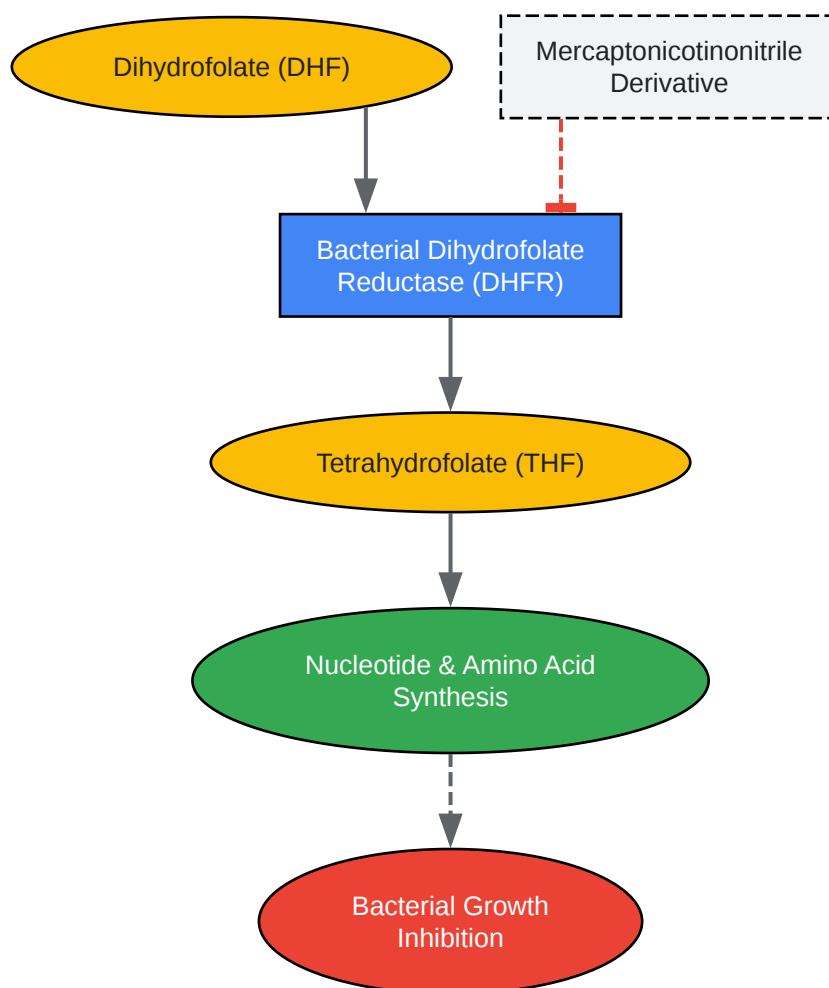 Dihydrofolate (DHF)
Mercaptonicotinonitrile
Derivative
Bacterial Dihydrofolate
Reductase (DHFR)
Tetrahydrofolate (THF)
Nucleotide & Amino Acid
Synthesis
Bacterial Growth
Inhibition